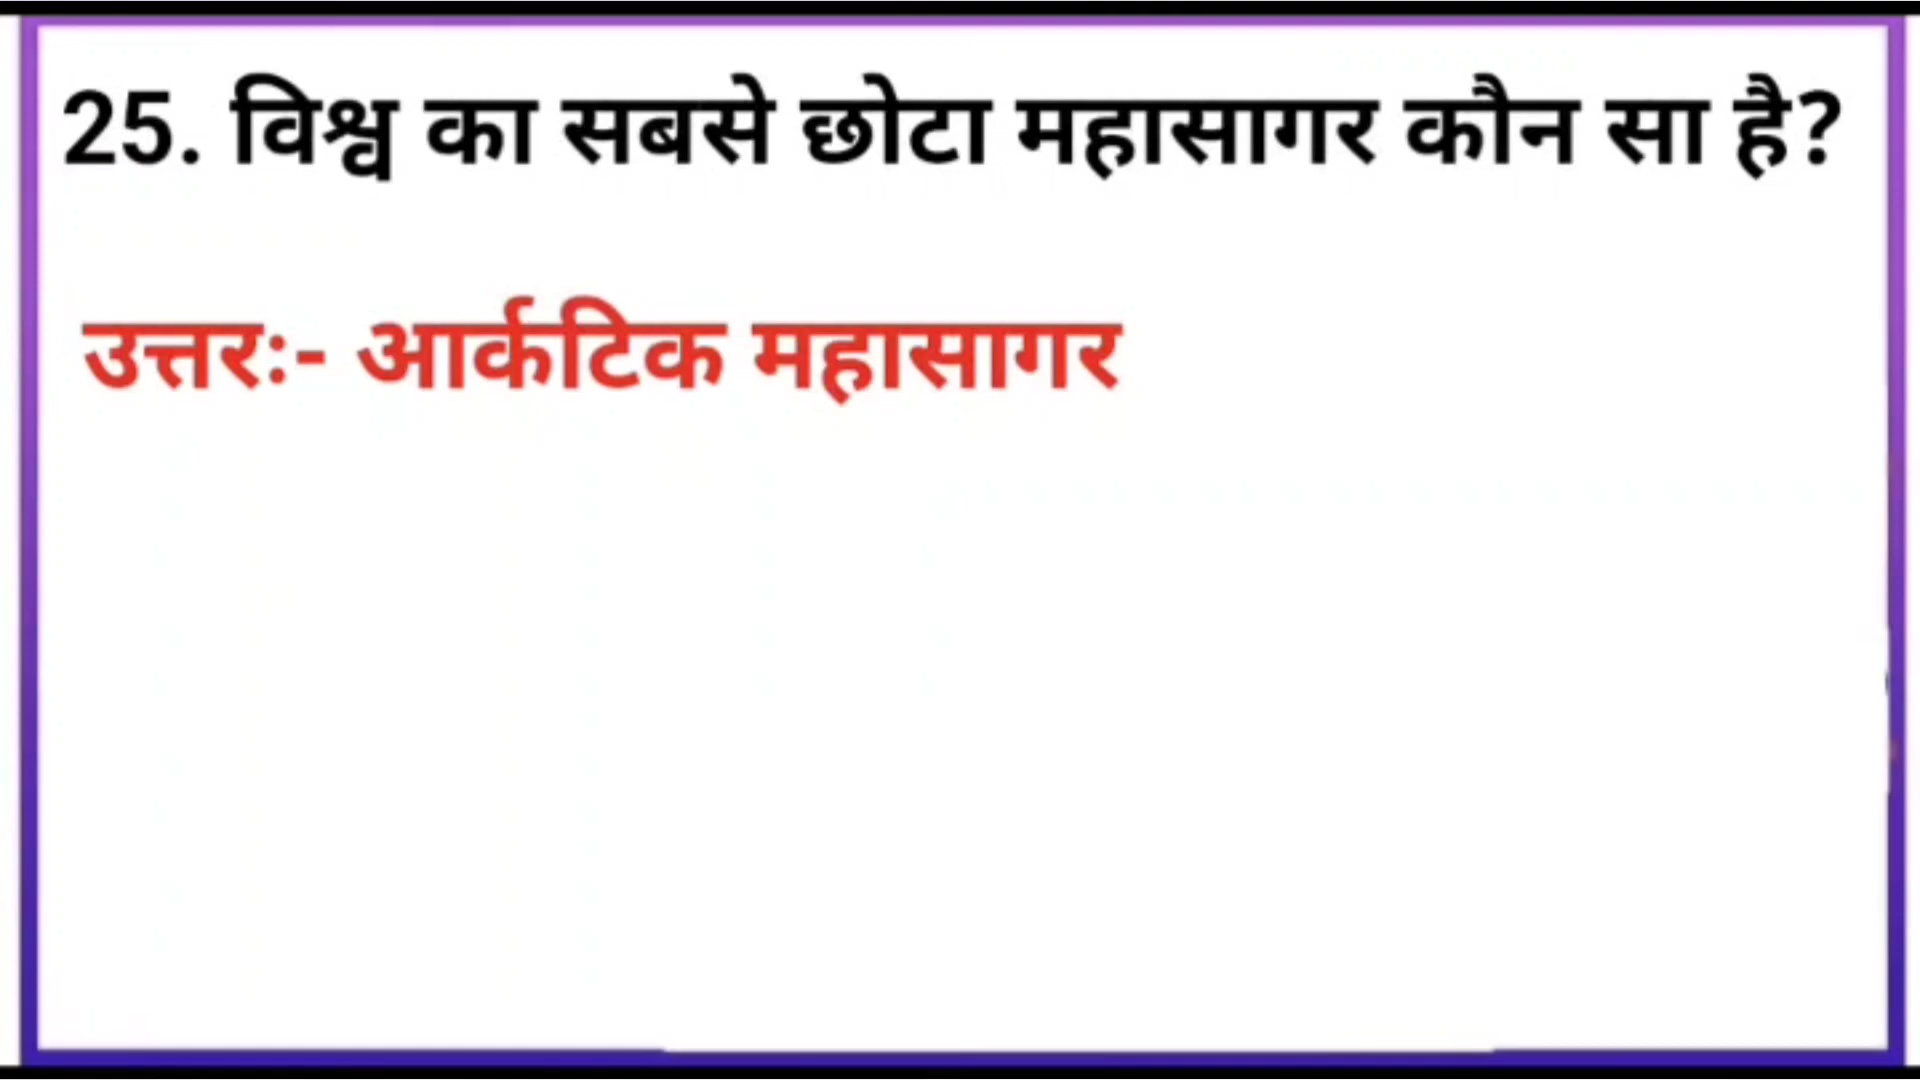 25. विश्व का सबसे छोटा महासागर कौन सा है?
उत्तरः- आर्कटिक महासागर